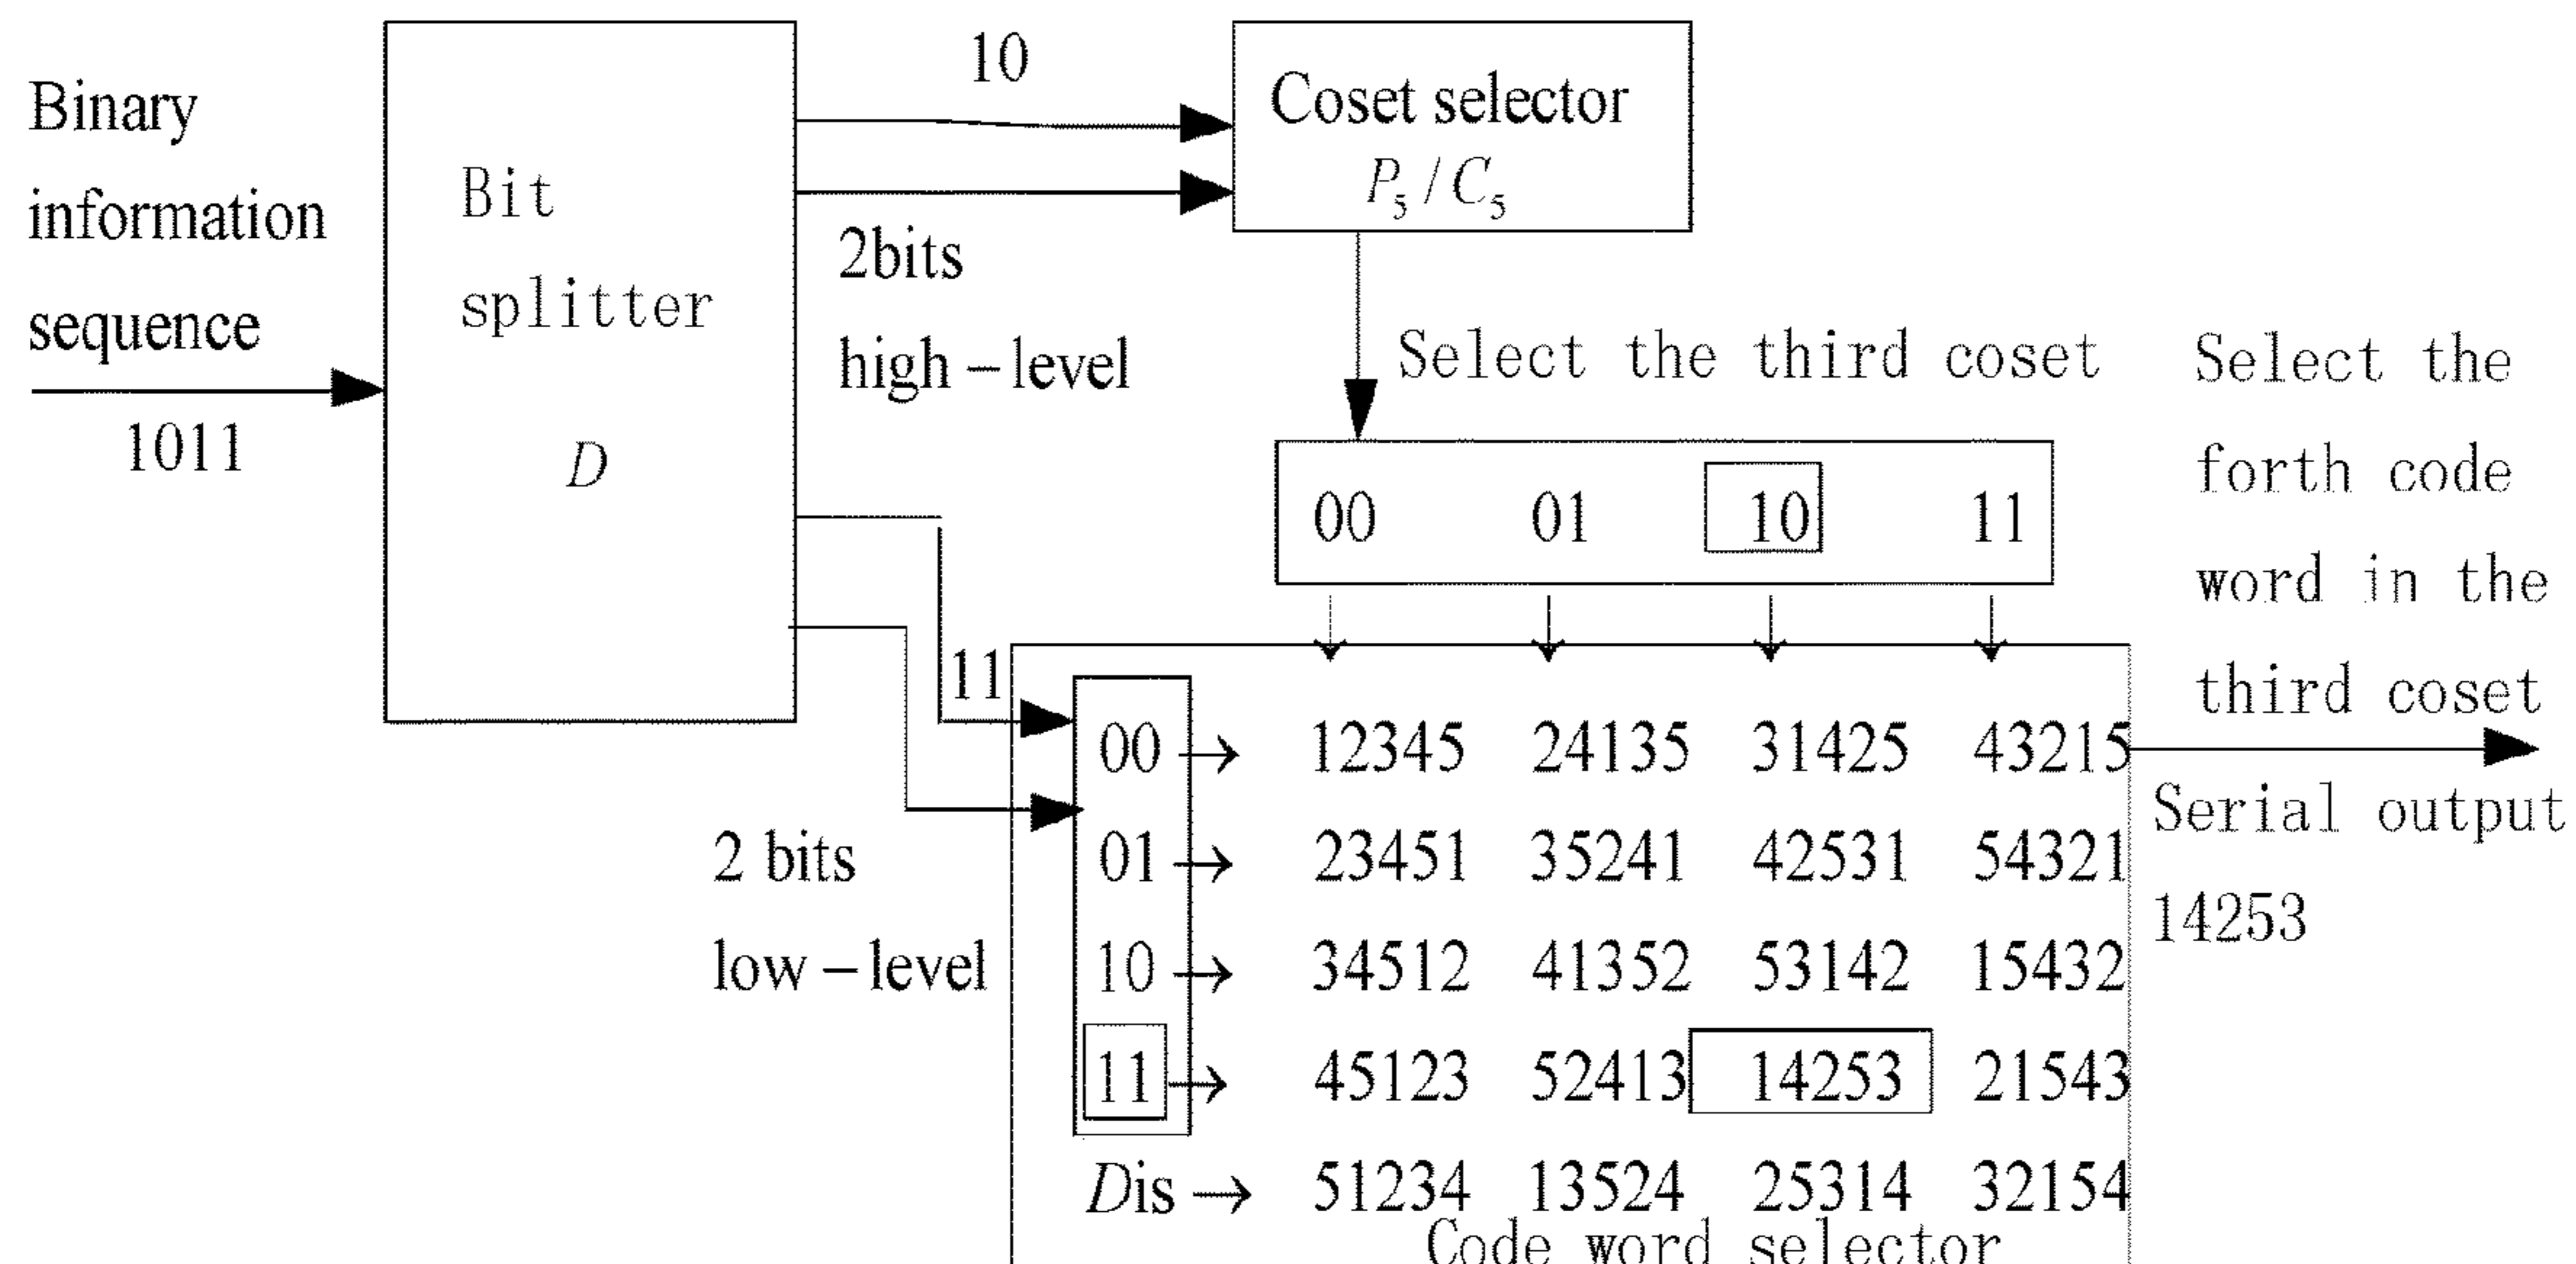 Binary
information
sequence
1011
Bit
splitter
D
10
2bits
high – level
Coset selector
P5 / C5
Select the third coset
00 01 10 11
11
2 bits
low – level
00 → 12345 24135 31425 43215
01 → 23451 35241 42531 54321
10 → 34512 41352 53142 15432
11 → 45123 52413 14253 21543
Dis → 51234 13524 25314 32154
Code word selector
Select the
forth code
word in the
third coset
Serial output
14253